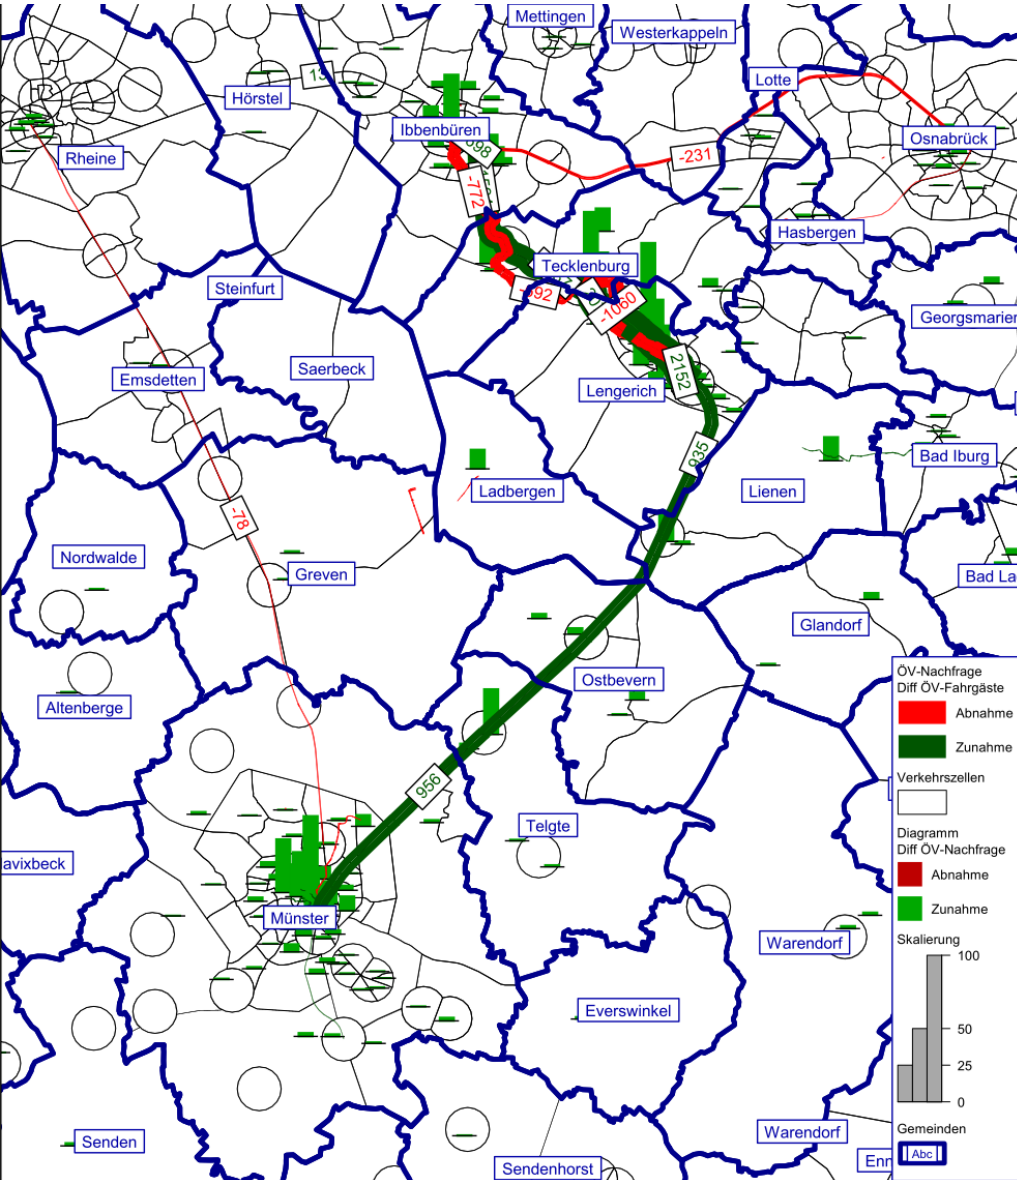 Mettingen
Westerkappeln
Lotte
Hörstel
13
Ibbenbüren
Osnabrück
Rheine
698
-231
-772
Hasbergen
Tecklenburg
Steinfurt
-1060
Georgsmarier
Saerbeck
Emsdetten
2152
Lengerich
935
Bad Iburg
Ladbergen
Lienen
-78
Nordwalde
Greven
Bad La
Glandorf
Ostbevern
Altenberge
956
Telgte
avixbeck
Münster
Warendorf
Everswinkel
Senden
Warendorf
Enn
Sendenhorst
ÖV-Nachfrage
Diff ÖV-Fahrgäste
Abnahme
Zunahme
Verkehrszellen
Diagramm
Diff ÖV-Nachfrage
Abnahme
Zunahme
Skalierung
100
50
25
0
Gemeinden
Abc